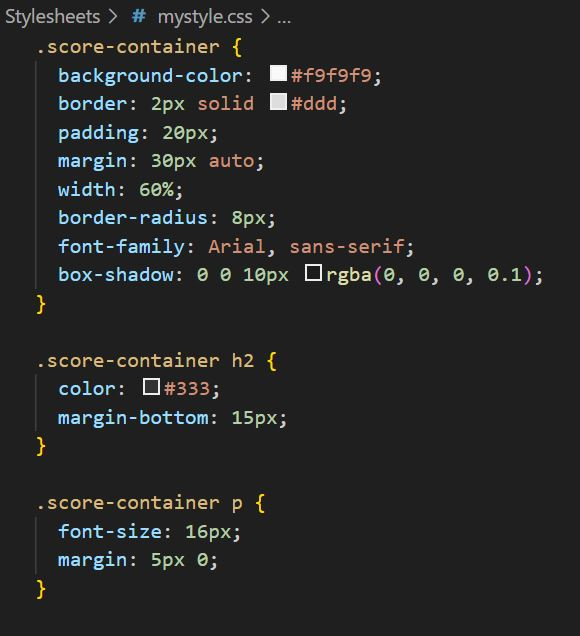 Stylesheets > # mystyle.css > ...
.score-container {
background-color: #f9f9f9;
border: 2px solid #ddd;
padding: 20px;
margin: 30px auto;
width: 60%;
border-radius: 8px;
font-family: Arial, sans-serif;
box-shadow: 0 0 10px rgba(0, 0, 0, 0.1);
}
.score-container h2 {
color: #333;
margin-bottom: 15px;
}
.score-container p {
font-size: 16px;
margin: 5px 0;
}